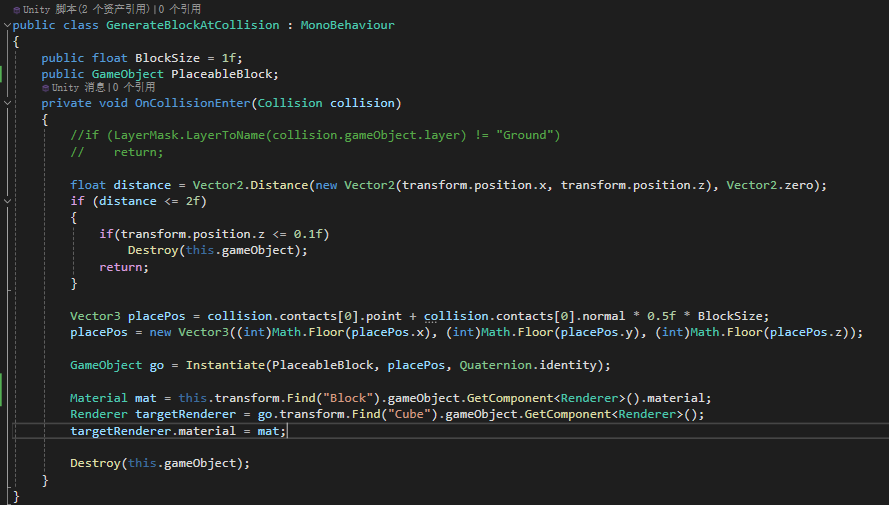 Unity 脚本(2 个资产引用)|0 个引用
public class GenerateBlockAtCollision : MonoBehaviour
{
    public float BlockSize = 1f;
    public GameObject PlaceableBlock;
    Unity 消息|0 个引用
    private void OnCollisionEnter(Collision collision)
    {
        //if (LayerMask.LayerToName(collision.gameObject.layer) != "Ground")
        //    return;
        float distance = Vector2.Distance(new Vector2(transform.position.x, transform.position.z), Vector2.zero);
        if (distance <= 2f)
        {
            if(transform.position.z <= 0.1f)
                Destroy(this.gameObject);
            return;
        }
        Vector3 placePos = collision.contacts[0].point + collision.contacts[0].normal * 0.5f * BlockSize;
        placePos = new Vector3((int)Math.Floor(placePos.x), (int)Math.Floor(placePos.y), (int)Math.Floor(placePos.z));
        GameObject go = Instantiate(PlaceableBlock, placePos, Quaternion.identity);
        Material mat = this.transform.Find("Block").gameObject.GetComponent<Renderer>().material;
        Renderer targetRenderer = go.transform.Find("Cube").gameObject.GetComponent<Renderer>();
        targetRenderer.material = mat;
        Destroy(this.gameObject);
    }
}